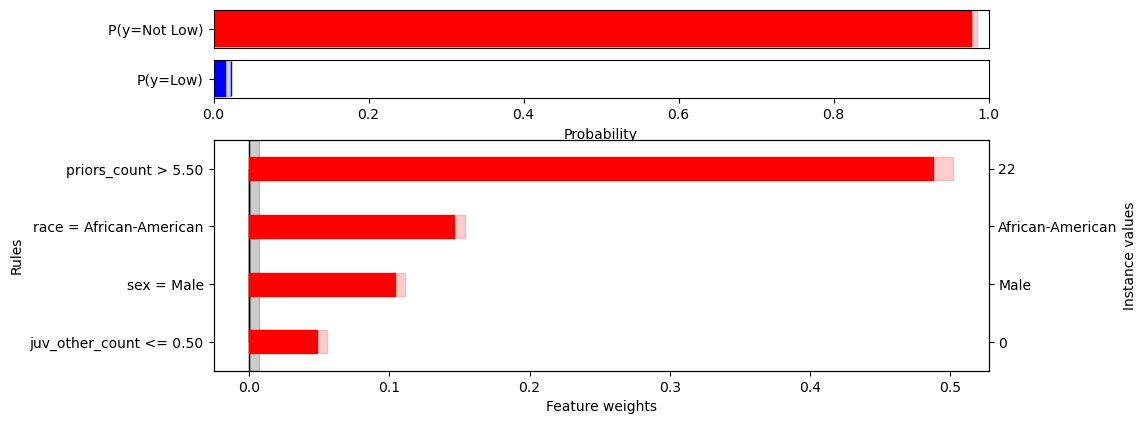 P(y=Not Low)
P(y=Low)
0.0 0.2 0.4 0.6 0.8 1.0
Probability
priors_count > 5.50 22
race = African-American African-American
sex = Male Male
juv_other_count <= 0.50 0
Rules
Instance values
0.0 0.1 0.2 0.3 0.4 0.5
Feature weights